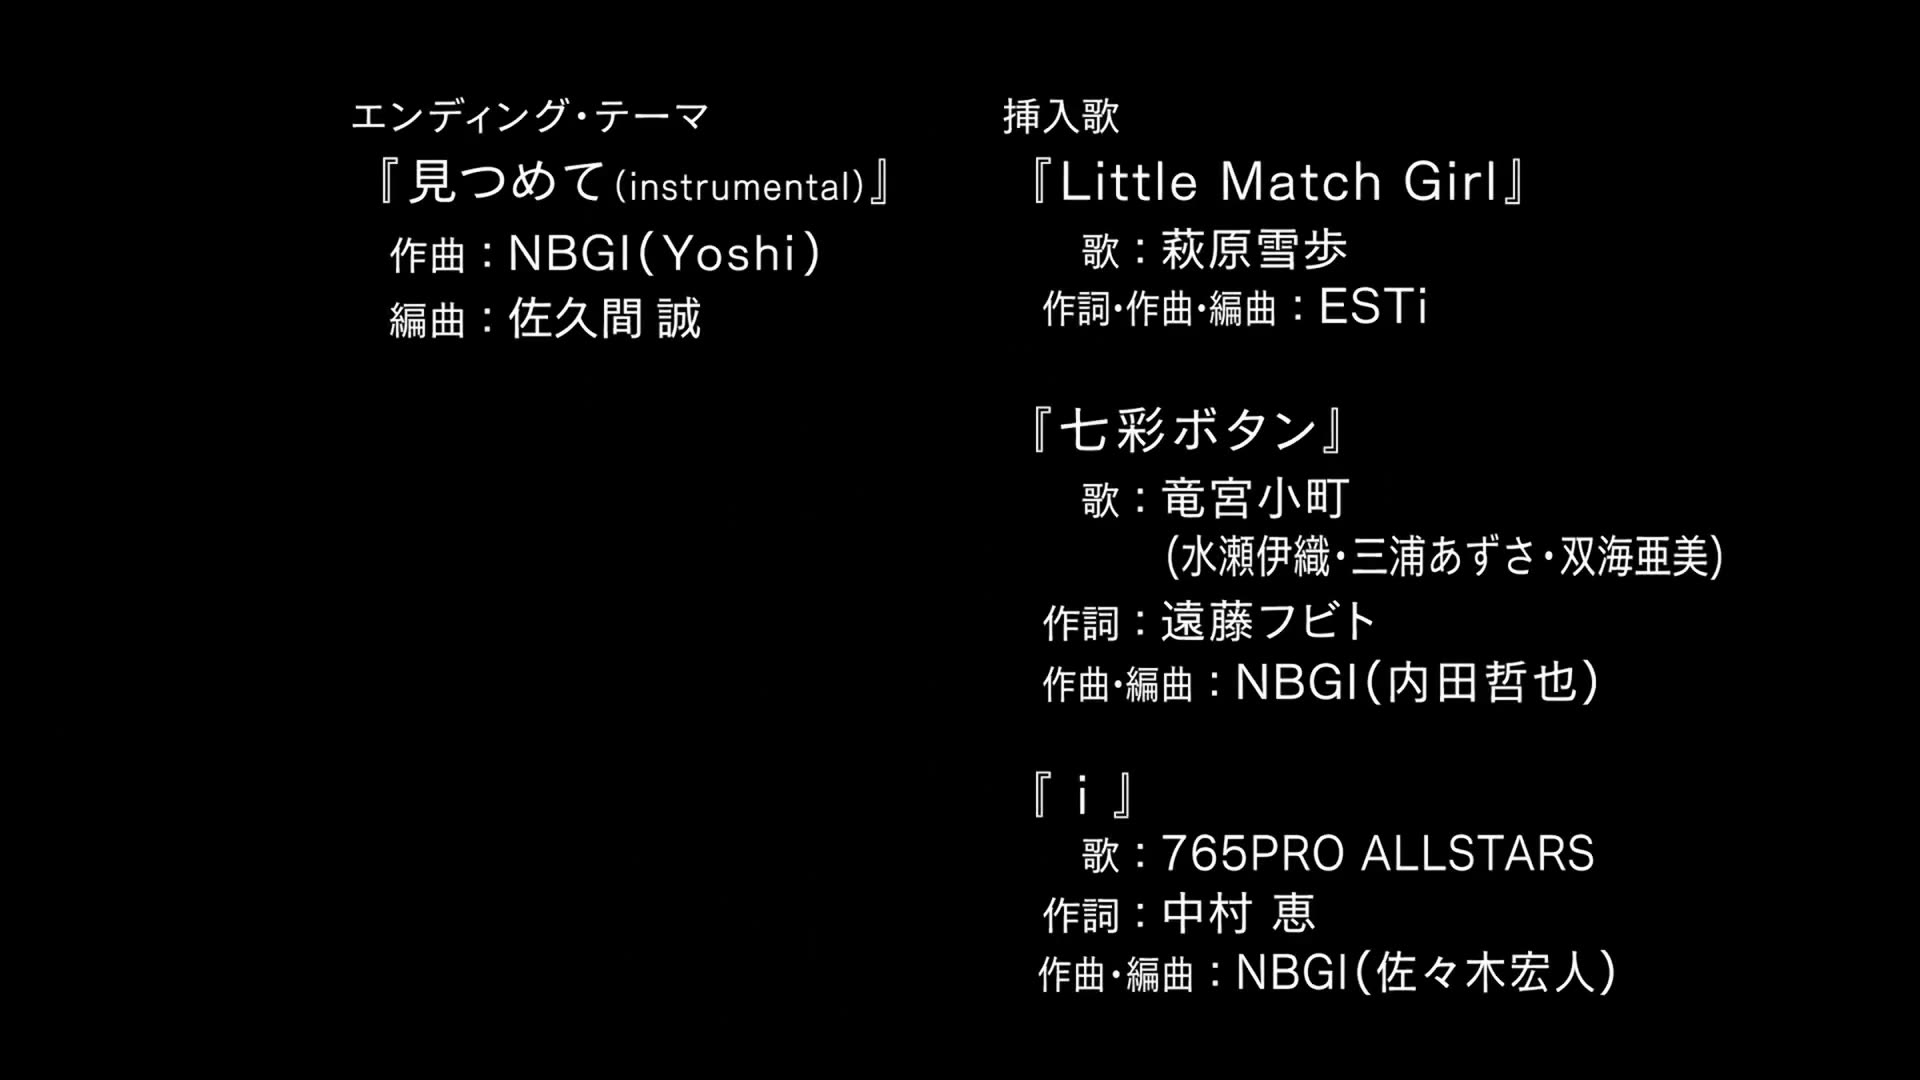 エンディング・テーマ
『見つめて(instrumental)』
作曲：NBGI(Yoshi)
編曲：佐久間 誠
挿入歌
『Little Match Girl』
歌：萩原雪歩
作詞・作曲・編曲：ESTi
『七彩ボタン』
歌：竜宮小町
(水瀬伊織・三浦あずさ・双海亜美)
作詞：遠藤フビト
作曲・編曲：NBGI(内田哲也)
『 i 』
歌：765PRO ALLSTARS
作詞：中村 恵
作曲・編曲：NBGI(佐々木宏人)